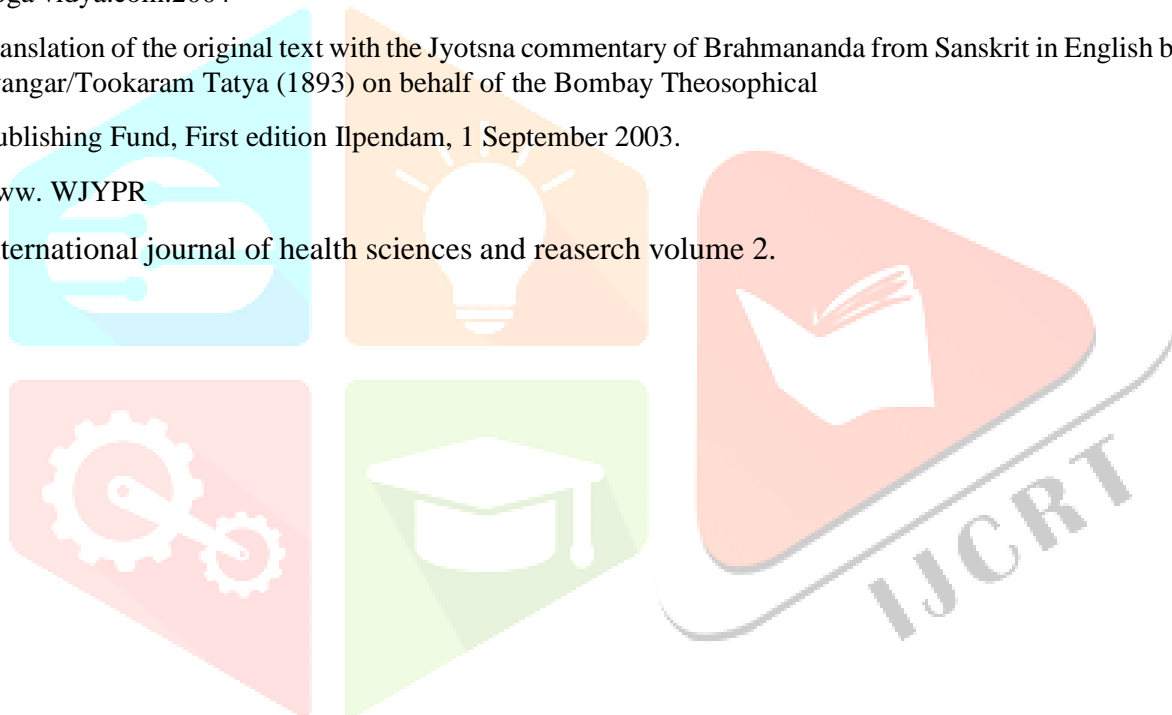 oga vidya.com.2004
anslation of the original text with the Jyotsna commentary of Brahmananda from Sanskrit in English b
angar/Tookaram Tatya (1893) on behalf of the Bombay Theosophical
ublishing Fund, First edition Ilpendam, 1 September 2003.
ww. WJYPR
ternational journal of health sciences and reaserch volume 2.
IJCRT